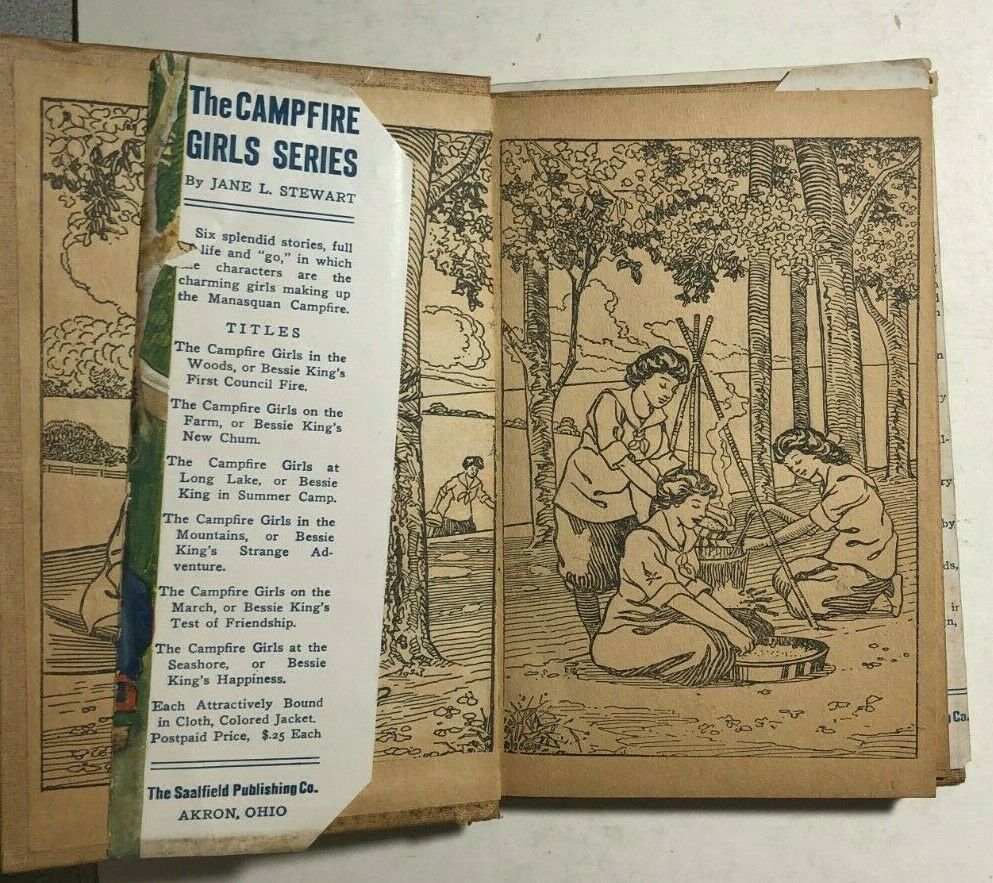 The CAMPFIRE
GIRLS SERIES
By JANE L. STEWART
Six splendid stories, full
life and "go," in which
characters are the
charming girls making up
the Manasquan Campfire.
TITLES
The Campfire Girls in the
Woods, or Bessie King's
First Council Fire.
The Campfire Girls on the
Farm, or Bessie King's
New Chum.
The Campfire Girls at
Long Lake, or Bessie
King in Summer Camp.
The Campfire Girls in the
Mountains, or Bessie
King's Strange Ad-
venture.
The Campfire Girls on the
March, or Bessie King's
Test of Friendship.
The Campfire Girls at the
Seashore, or Bessie
King's Happiness.
Each Attractively Bound
in Cloth, Colored Jacket.
Postpaid Price, $.25 Each
The Saalfield Publishing Co.
AKRON, OHIO
by
Co.